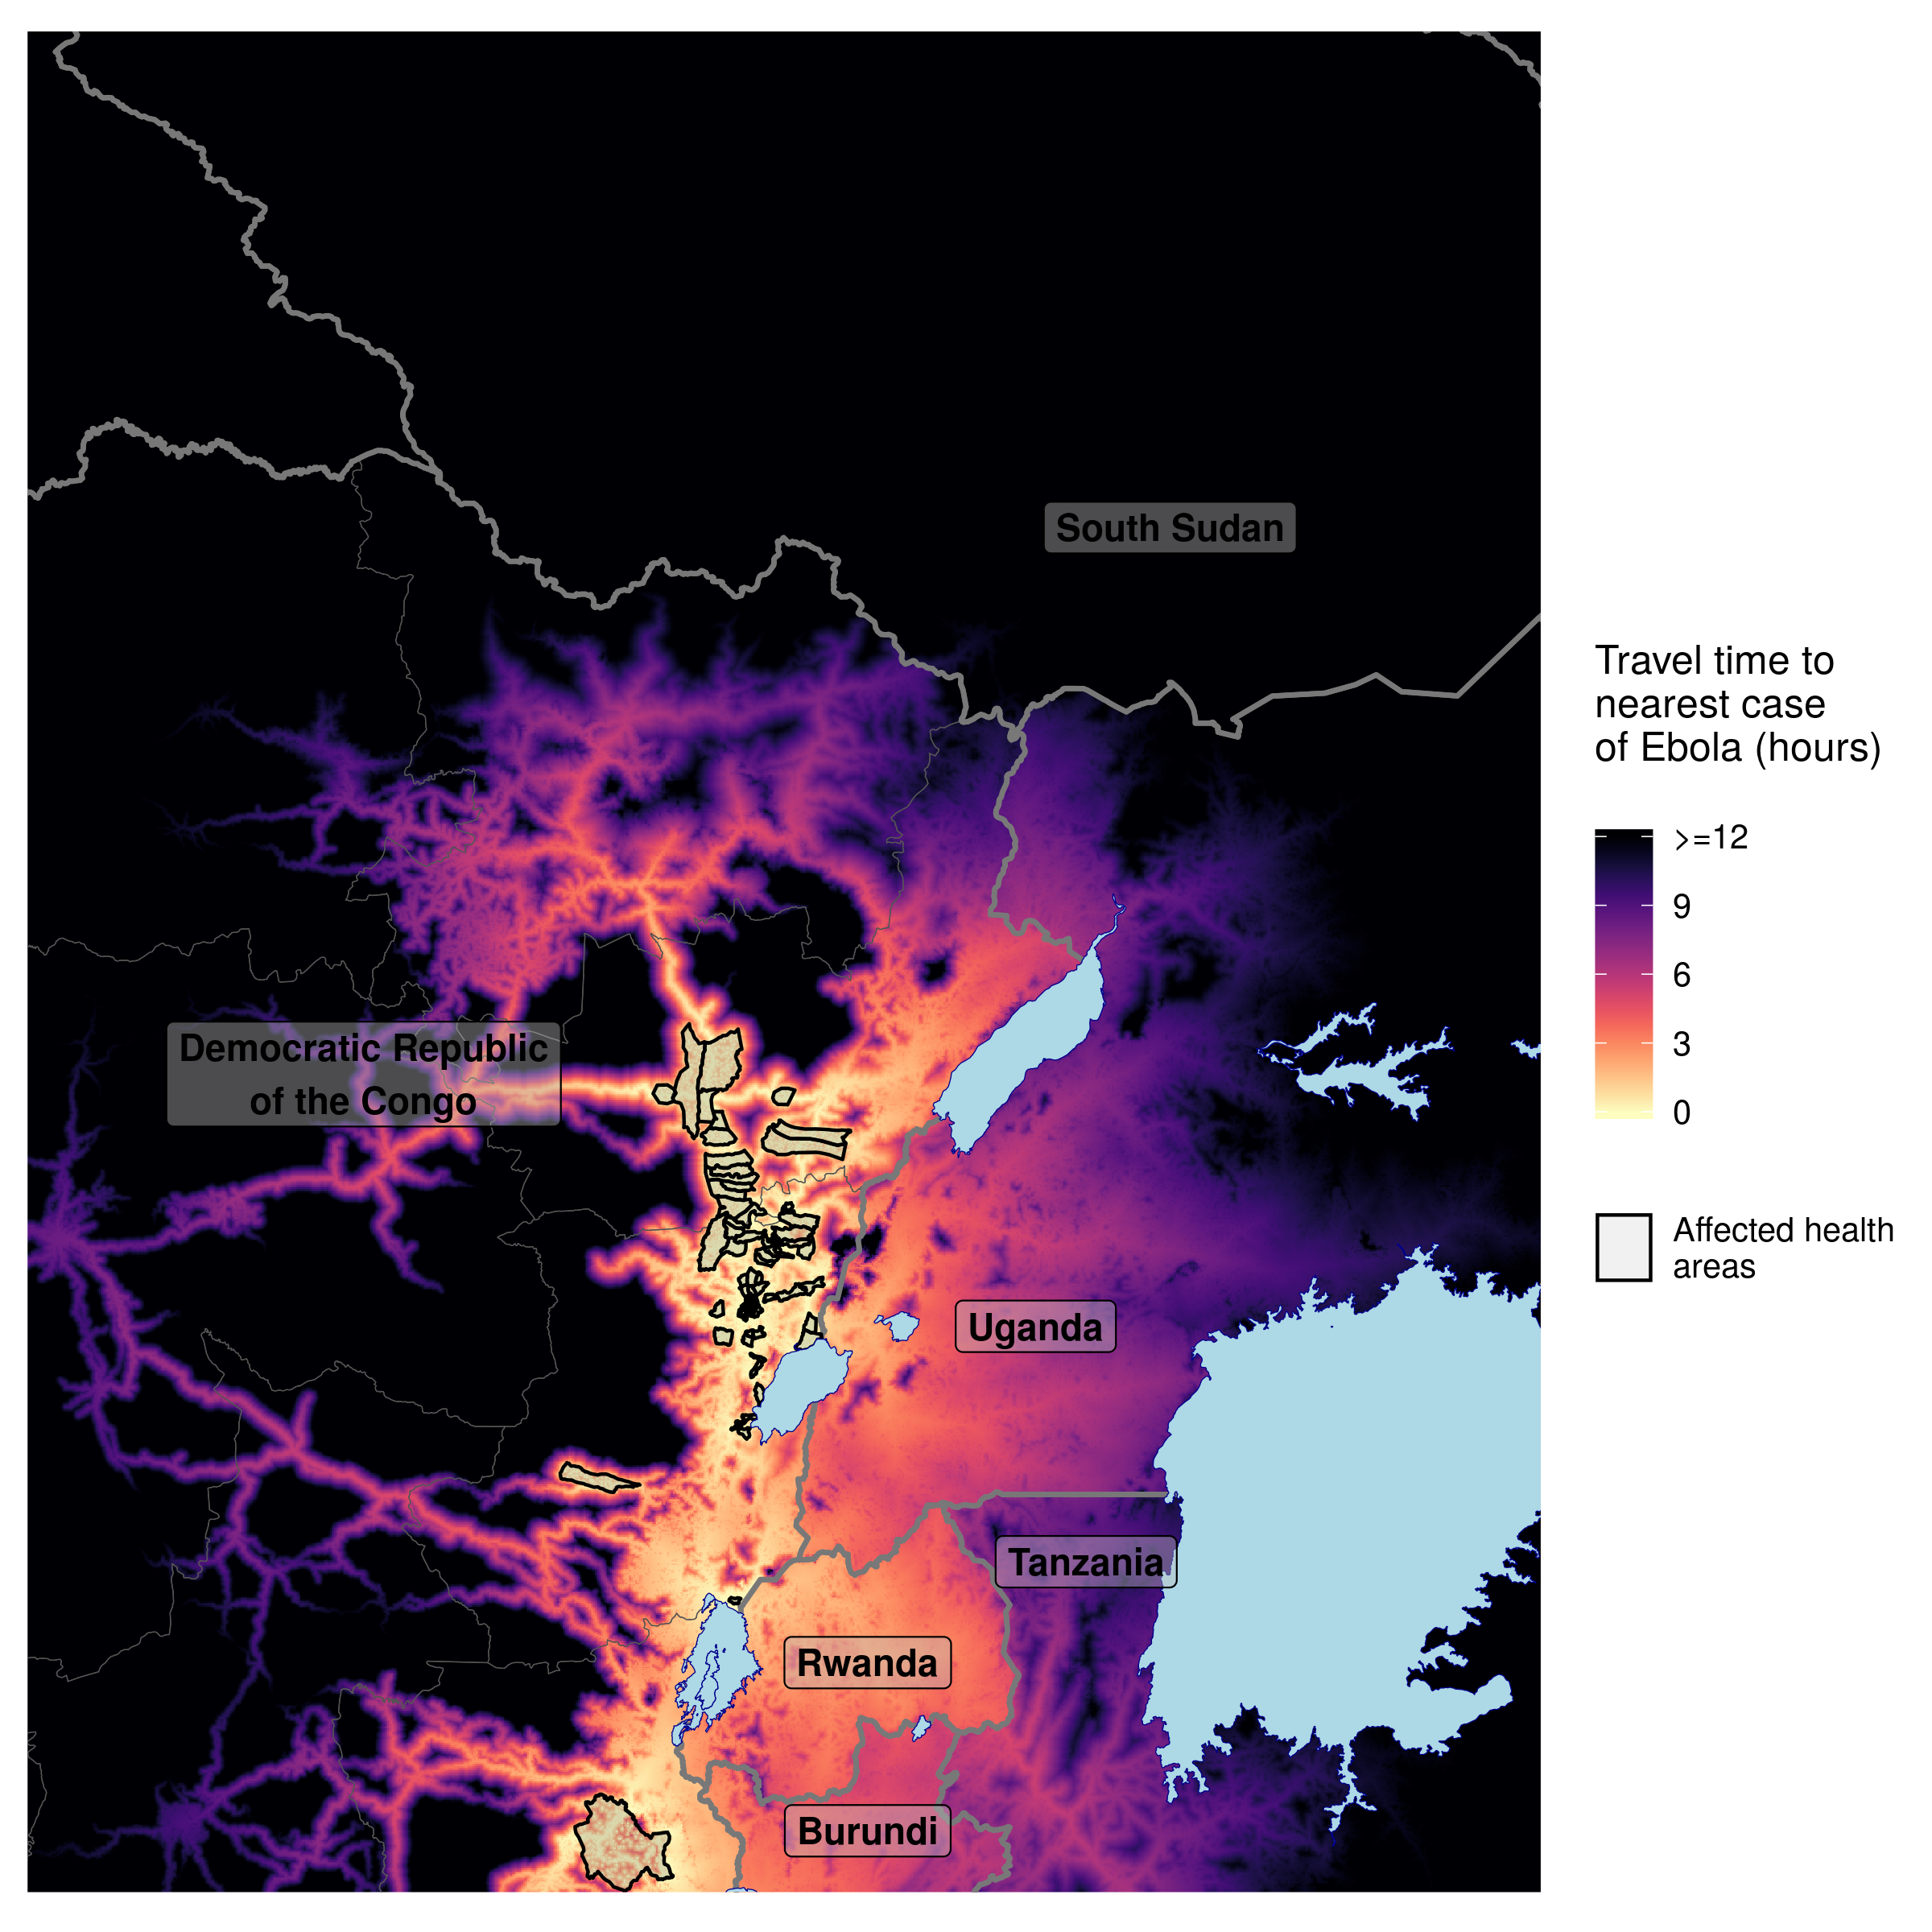 South Sudan
Democratic Republic
of the Congo
Uganda
Tanzania
Rwanda
Burundi
Travel time to
nearest case
of Ebola (hours)
>=12
9
6
3
0
Affected health
areas